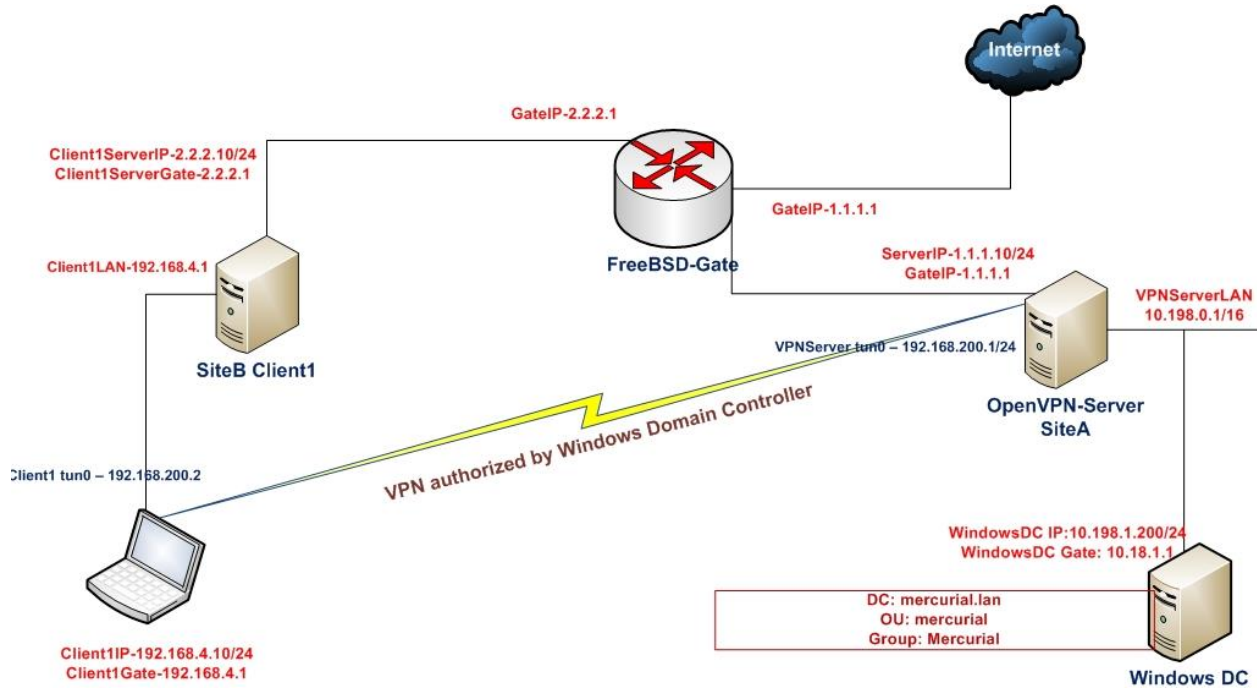 Internet
GateIP-2.2.2.1
Client1ServerIP-2.2.2.10/24
Client1ServerGate-2.2.2.1
GateIP-1.1.1.1
FreeBSD-Gate
Client1LAN-192.168.4.1
ServerIP-1.1.1.10/24
GateIP-1.1.1.1
VPNServerLAN
10.198.0.1/16
SiteB Client1
VPNServer tun0 – 192.168.200.1/24
OpenVPN-Server
SiteA
VPN authorized by Windows Domain Controller
Client1 tun0 – 192.168.200.2
WindowsDC IP:10.198.1.200/24
WindowsDC Gate: 10.18.1.1
DC: mercurial.lan
OU: mercurial
Group: Mercurial
Client1IP-192.168.4.10/24
Client1Gate-192.168.4.1
Windows DC